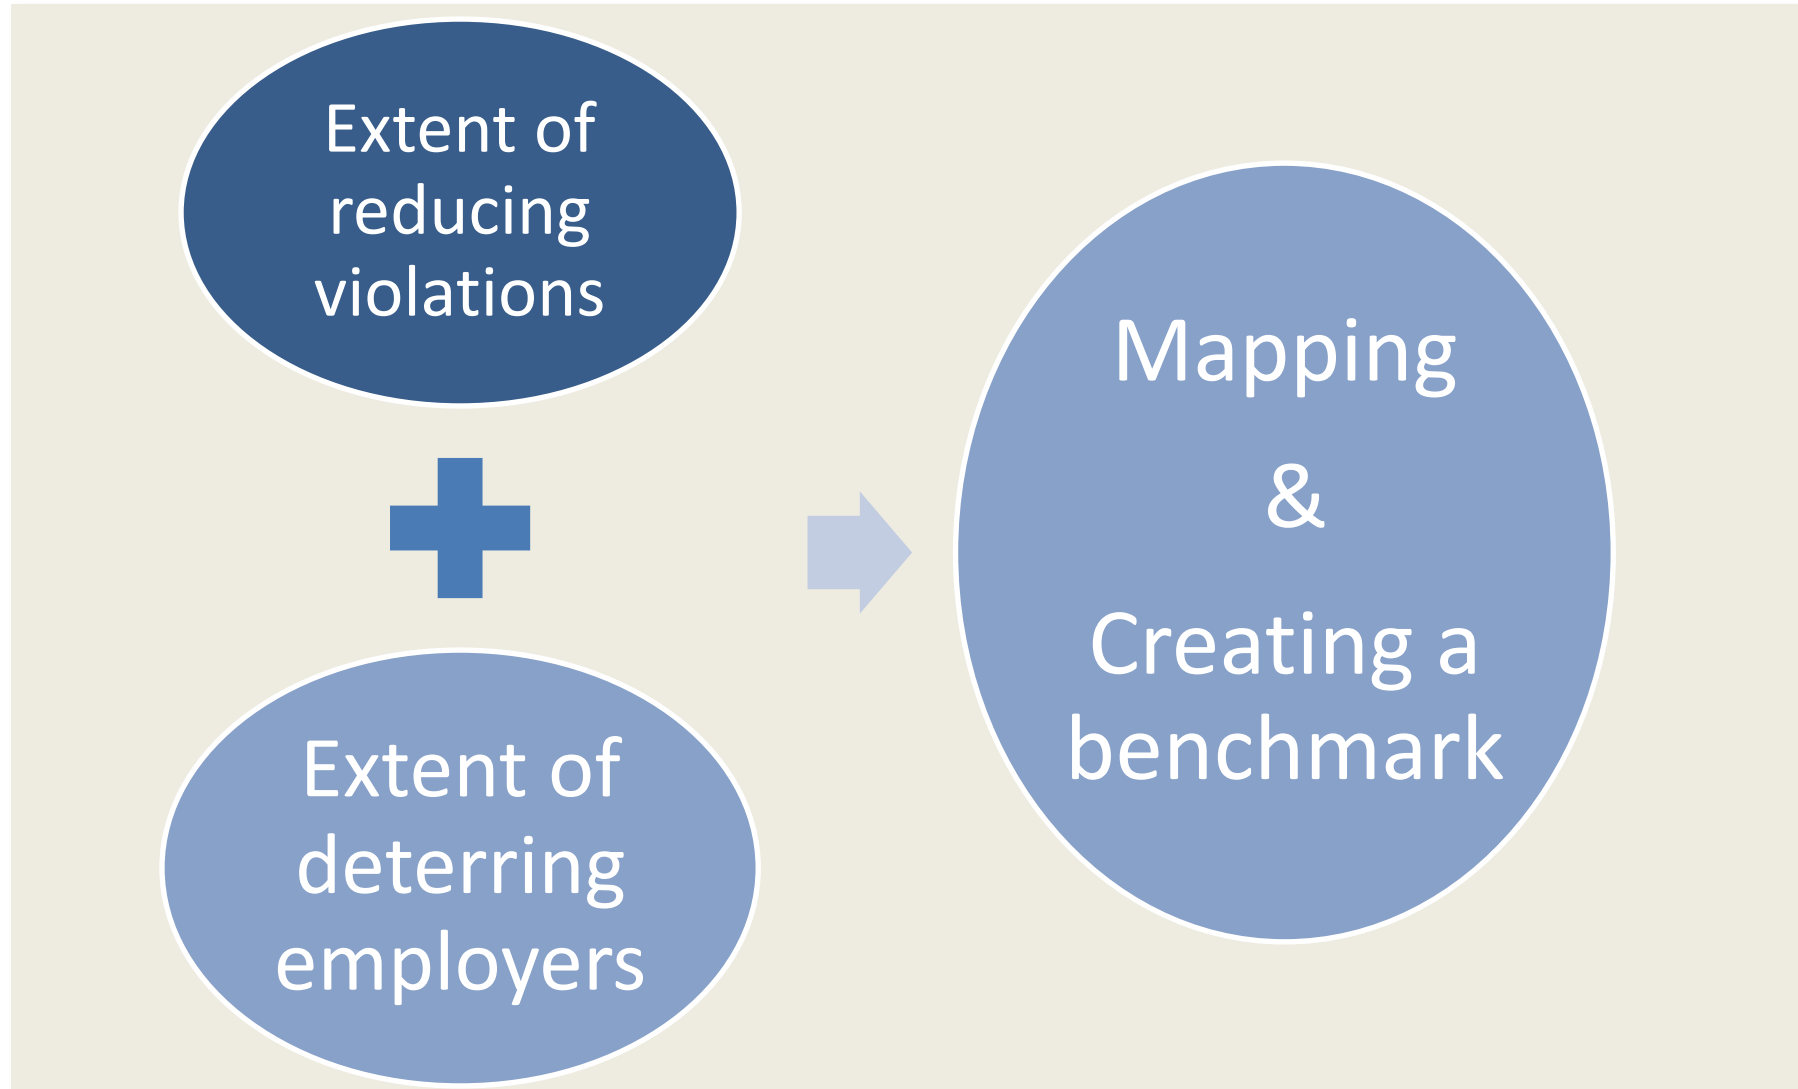 Extent of
reducing
violations
Extent of
deterring
employers
Mapping
&
Creating a
benchmark